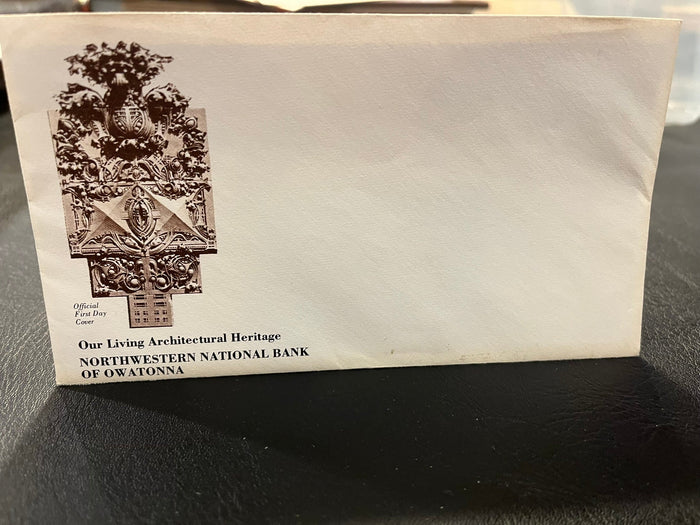 Official
First Day
Cover
Our Living Architectural Heritage
NORTHWESTERN NATIONAL BANK
OF OWATONNA